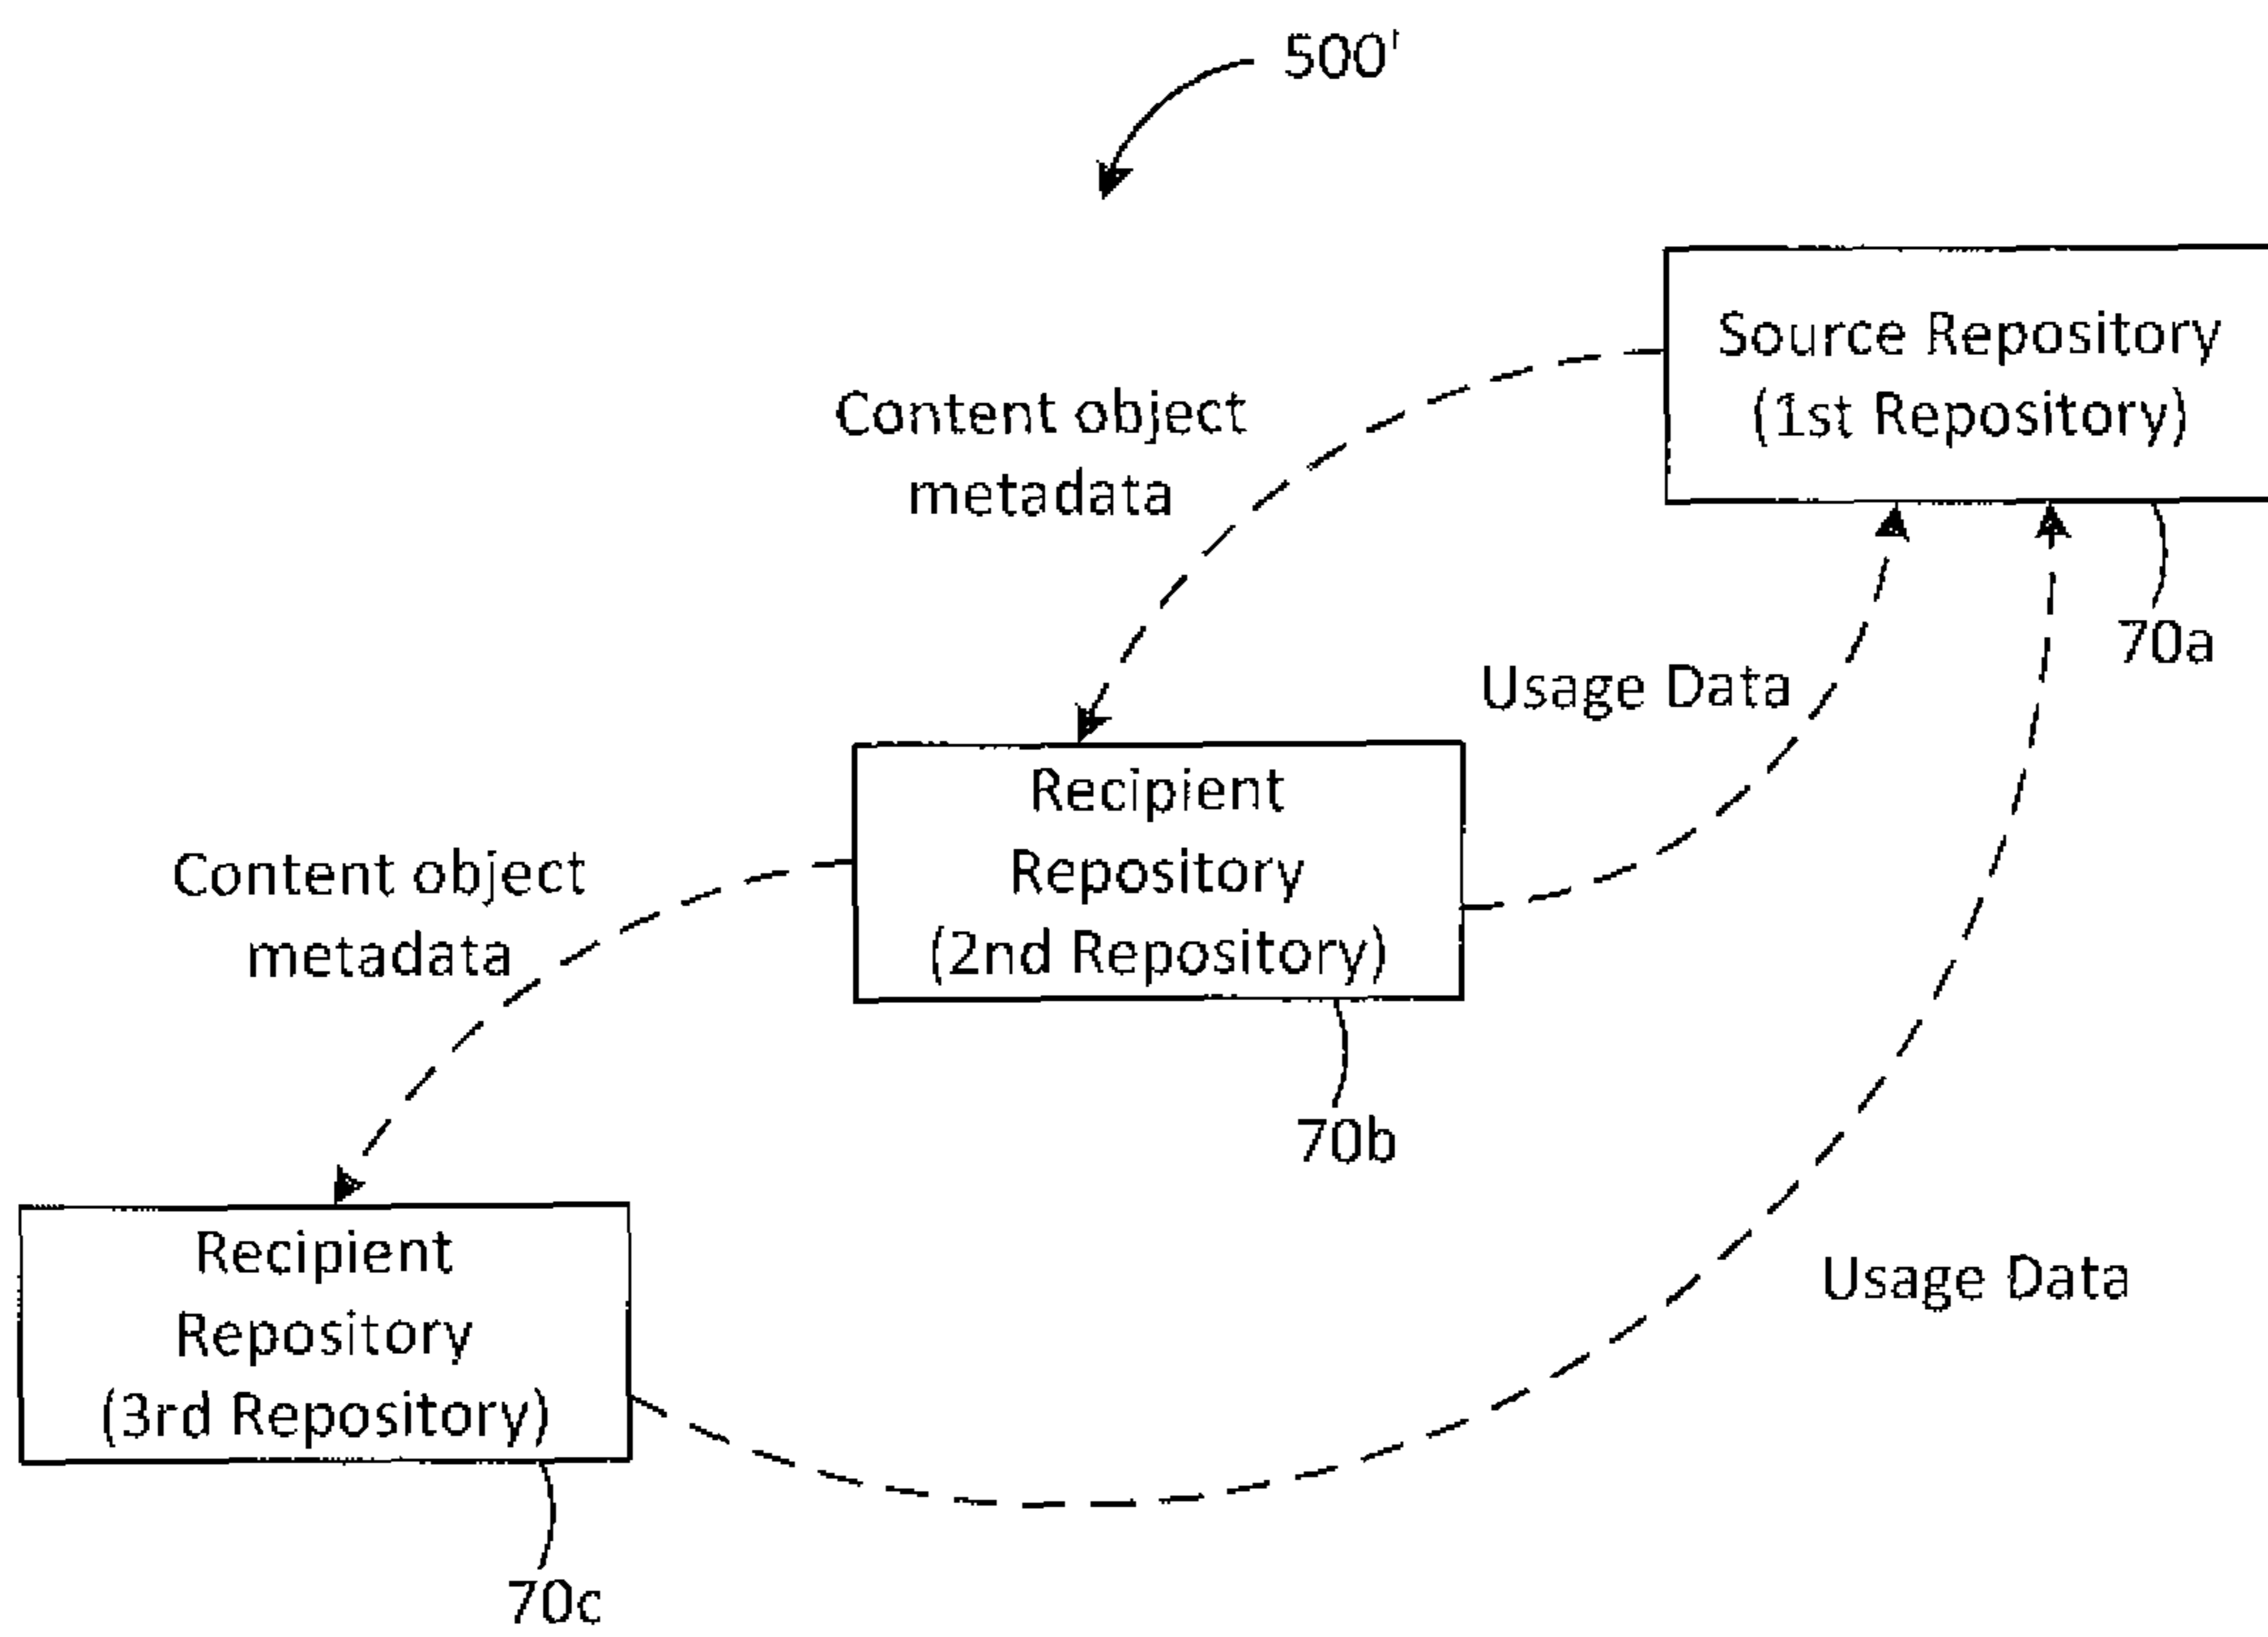 500'
Source Repository
(1st Repository)
Content object
metadata
70a
Usage Data
Recipient
Repository
(2nd Repository)
Content object
metadata
70b
Recipient
Repository
(3rd Repository)
Usage Data
70c